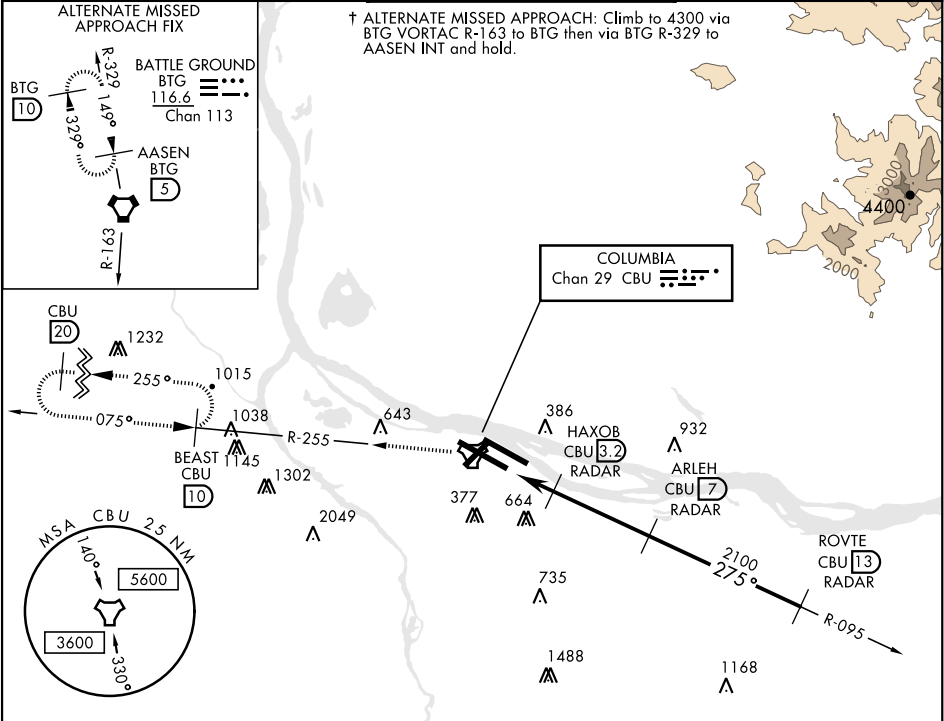 ALTERNATE MISSED
APPROACH FIX
† ALTERNATE MISSED APPROACH: Climb to 4300 via
BTG VORTAC R-163 to BTG then via BTG R-329 to
AASEN INT and hold.
R-329
BATTLE GROUND
BTG
116.6
Chan 113
BTG
10
149°
329°
AASEN
BTG
5
R-163
3000
4400
2000
COLUMBIA
Chan 29 CBU
CBU
20
1232
255°
1015
075°
1038
643
386
R-255
HAXOB
CBU 3.2
RADAR
932
BEAST
CBU
10
1145
1302
ARLEH
CBU 7
RADAR
377
664
2049
MSA CBU 25 NM
140°
5600
3600
330°
2100
275°
ROVTE
CBU 13
RADAR
735
R-095
1488
1168